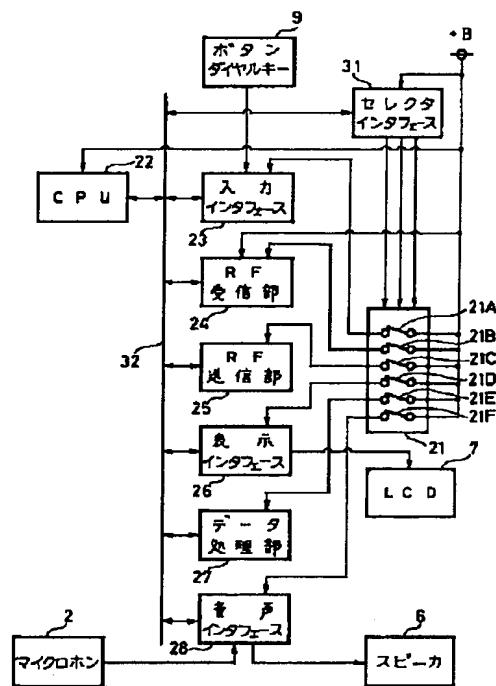 9
+B
ボタン
ダイヤルキー
31
セレクタ
インタフェース
22
CPU
入力
インタフェース
23
RF
受信部
24
21A
21B
21C
21D
21E
21F
32
RF
送信部
25
表示
インタフェース
26
21
7
LCD
データ
処理部
27
音声
インタフェース
28
2
マイクロホン
6
スピーカ